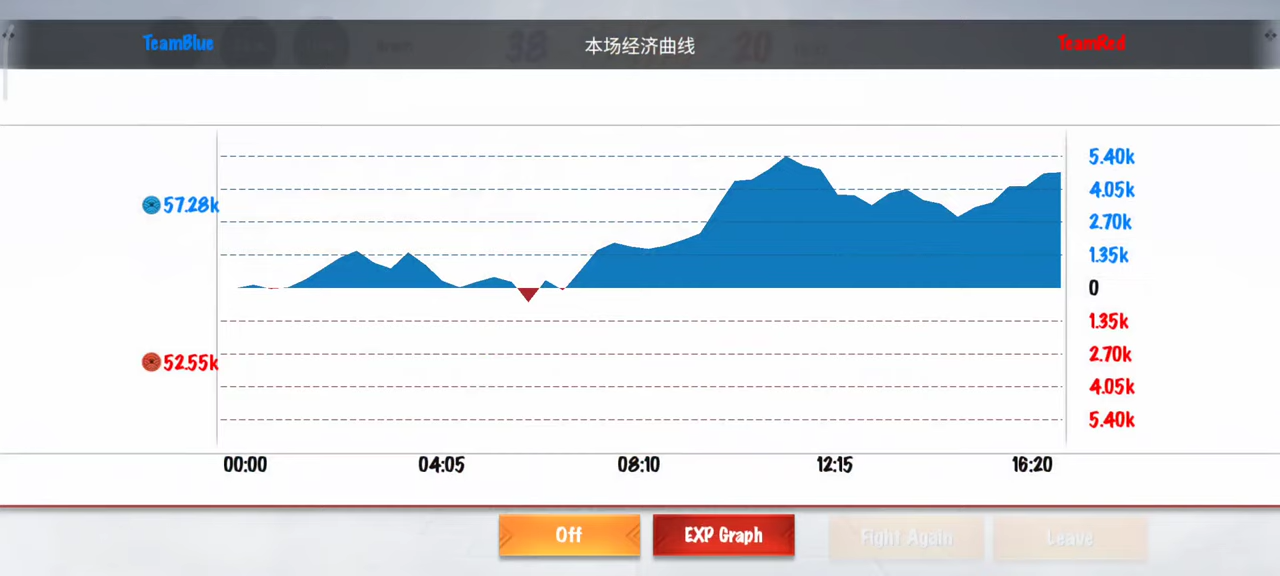 TeamBlue
38
本场经济曲线
20
TeamRed
5.40k
4.05k
57.28k
2.70k
1.35k
0
1.35k
52.55k
2.70k
4.05k
5.40k
00:00 04:05 08:10 12:15 16:20
Off
EXP Graph
Fight Again
Leave